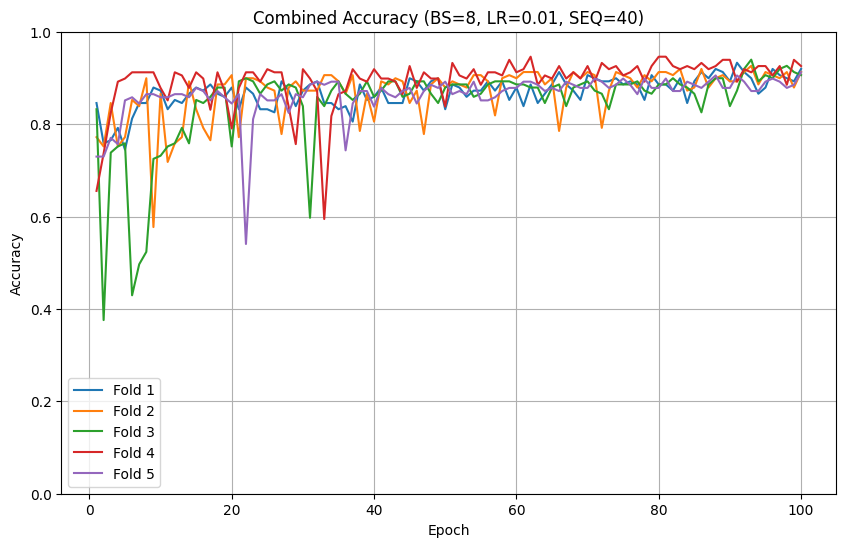 Combined Accuracy (BS=8, LR=0.01, SEQ=40)
1.0
0.8
0.6
0.4
0.2
0.0
Accuracy
Fold 1
Fold 2
Fold 3
Fold 4
Fold 5
0 20 40 60 80 100
Epoch